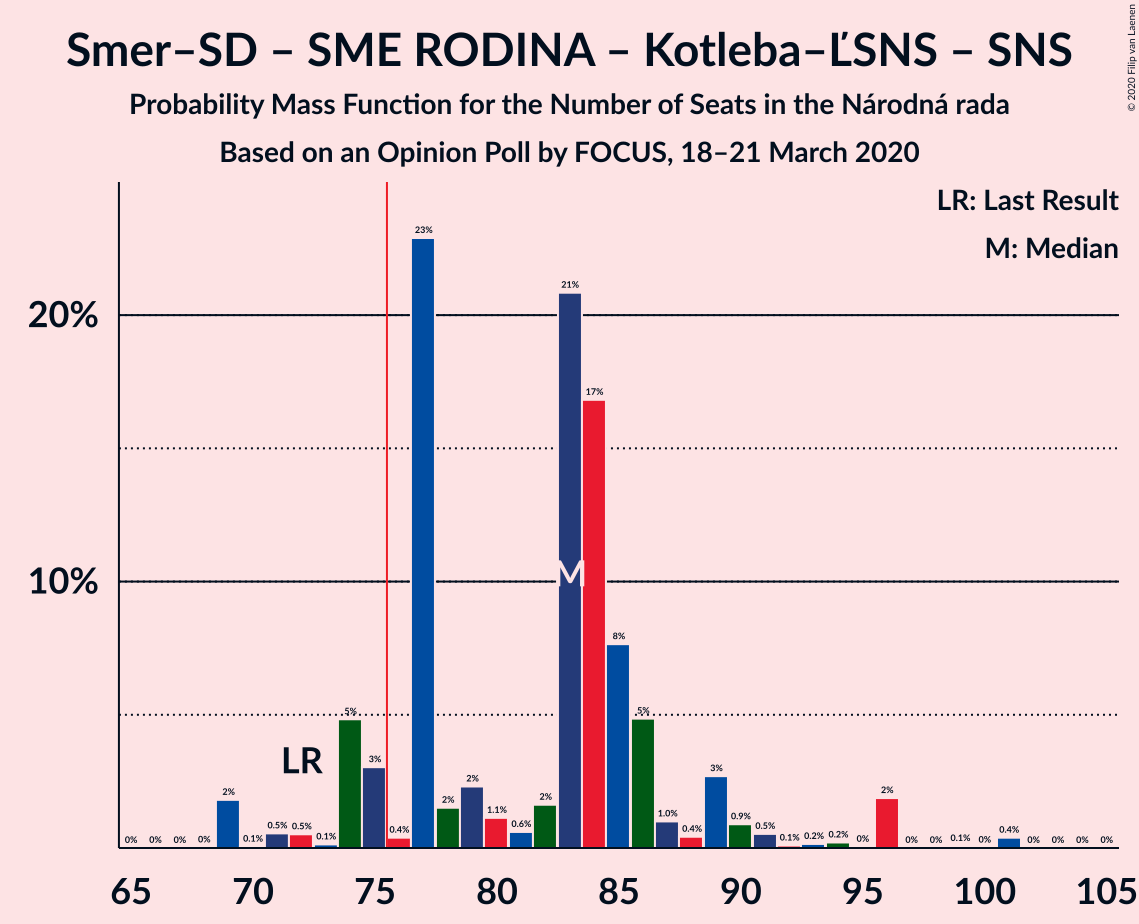 Smer–SD – SME RODINA – Kotleba–ĽSNS – SNS
Probability Mass Function for the Number of Seats in the Národná rada
Based on an Opinion Poll by FOCUS, 18–21 March 2020
© 2020 Filip van Laenen
LR: Last Result
M: Median
20%
10%
0% 0% 0% 0% 2% 0.1% 0.5% 0.5% 0.1% 5% 3% 0.4% 23% 2% 2% 1.1% 0.6% 2% 21% 17% 8% 5% 1.0% 0.4% 3% 0.9% 0.5% 0.1% 0.2% 0.2% 0% 2% 0% 0% 0.1% 0% 0.4% 0% 0% 0% 0%
LR
M
65 70 75 80 85 90 95 100 105